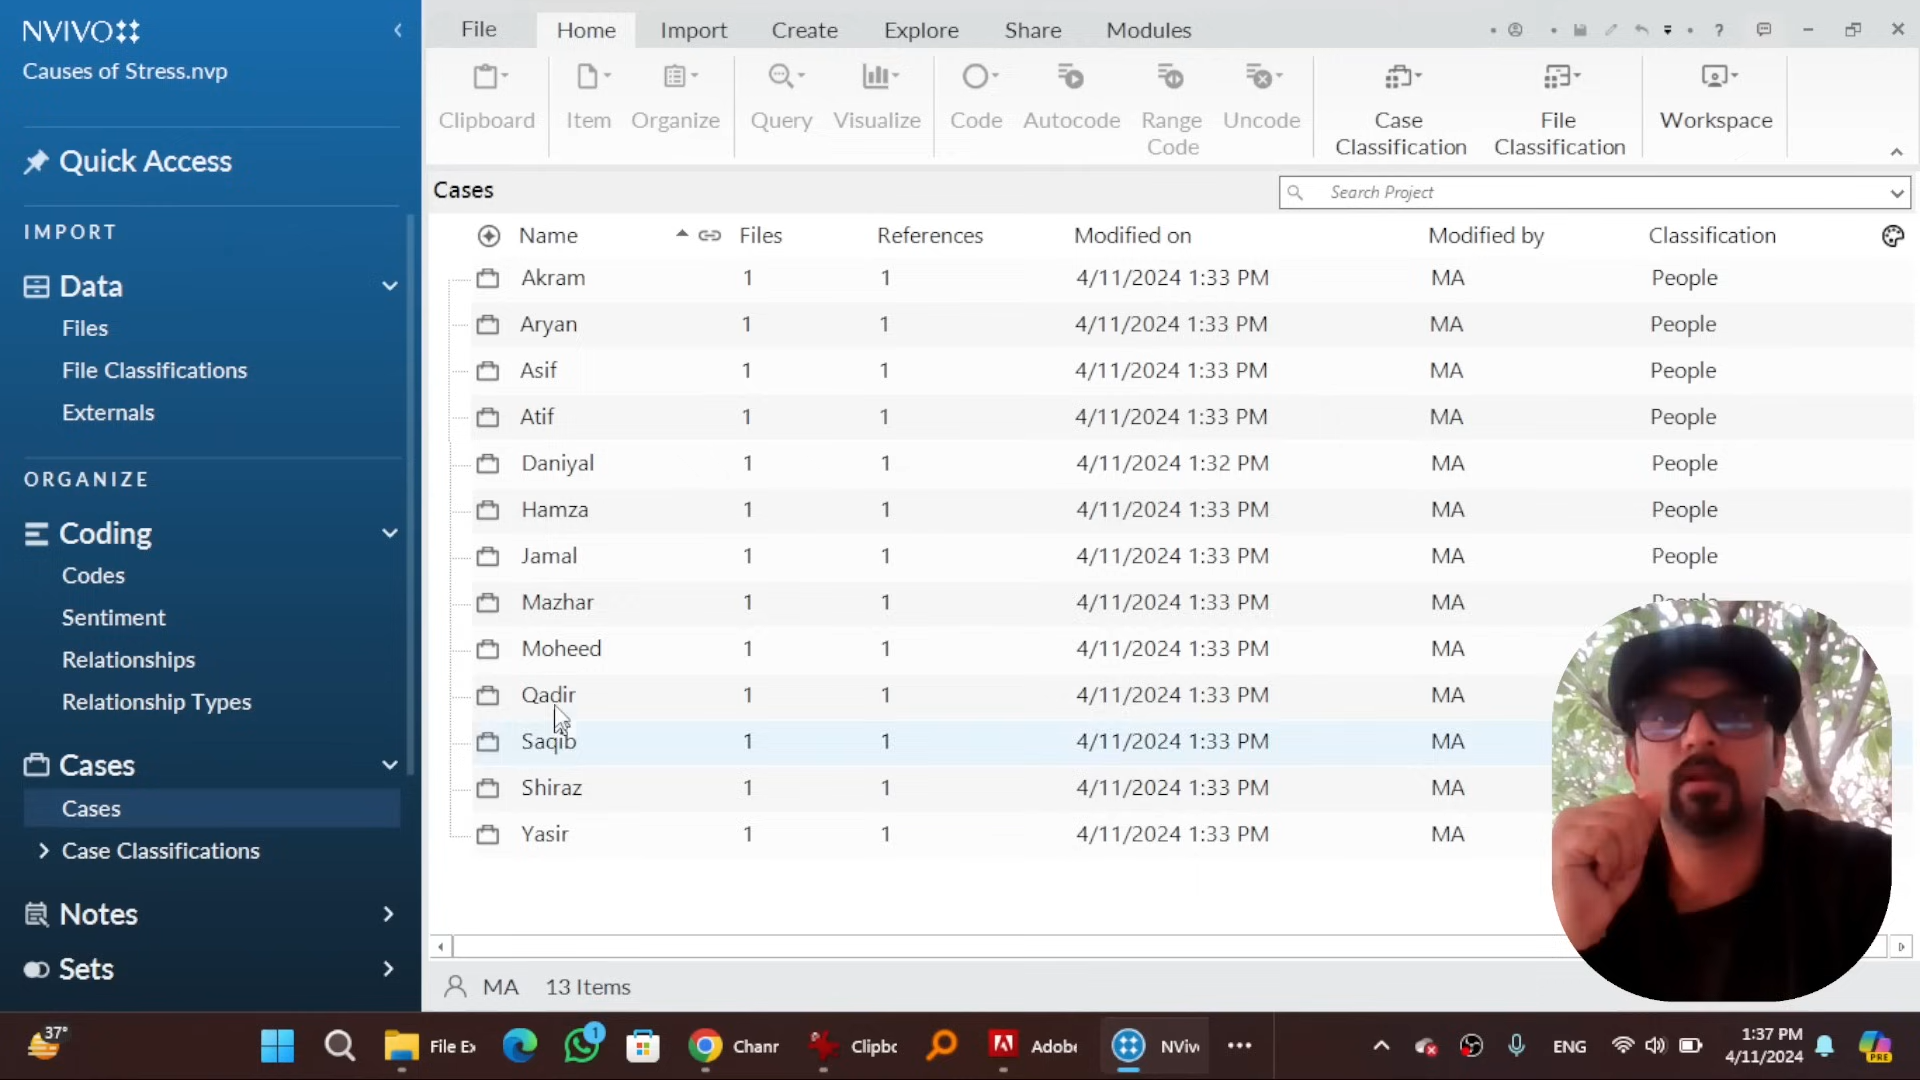 NVIVO
Causes of Stress.nvp
Quick Access
IMPORT
Data
Files
File Classifications
Externals
ORGANIZE
Coding
Codes
Sentiment
Relationships
Relationship Types
Cases
Cases
Case Classifications
Notes
Sets
File Home Import Create Explore Share Modules
Clipboard Item Organize Query Visualize Code Autocode Range Code Uncode Case Classification File Classification Workspace
Cases Search Project
Name Files References Modified on Modified by Classification
Akram 1 1 4/11/2024 1:33 PM MA People
Aryan 1 1 4/11/2024 1:33 PM MA People
Asif 1 1 4/11/2024 1:33 PM MA People
Atif 1 1 4/11/2024 1:33 PM MA People
Daniyal 1 1 4/11/2024 1:32 PM MA People
Hamza 1 1 4/11/2024 1:33 PM MA People
Jamal 1 1 4/11/2024 1:33 PM MA People
Mazhar 1 1 4/11/2024 1:33 PM MA People
Moheed 1 1 4/11/2024 1:33 PM MA
Qadir 1 1 4/11/2024 1:33 PM MA
Saqib 1 1 4/11/2024 1:33 PM MA
Shiraz 1 1 4/11/2024 1:33 PM MA
Yasir 1 1 4/11/2024 1:33 PM MA
MA 13 Items
37° File Ex 1 Chanr Clipbc Adobe NViv ENG 1:37 PM
4/11/2024
PRE